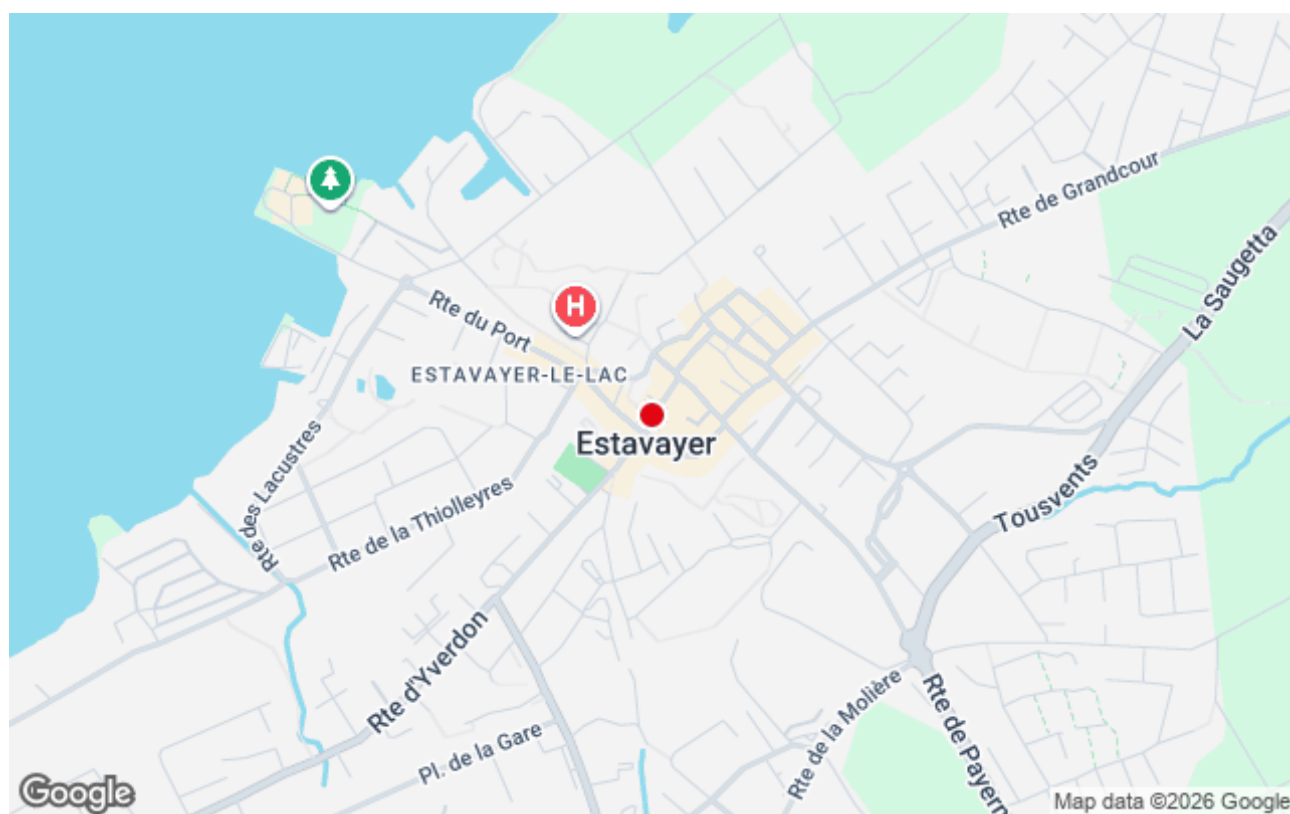 Rte de Grandcour
La Saugetta
H
Rte du Port
ESTAVAYER-LE-LAC
Estavayer
Rte des Lacustres
Rte de la Thiolleyres
Tousvents
Rte d'Yverdon
Pl. de la Gare
Rte de la Molière
Rte de Payern
Google
Map data ©2026 Google